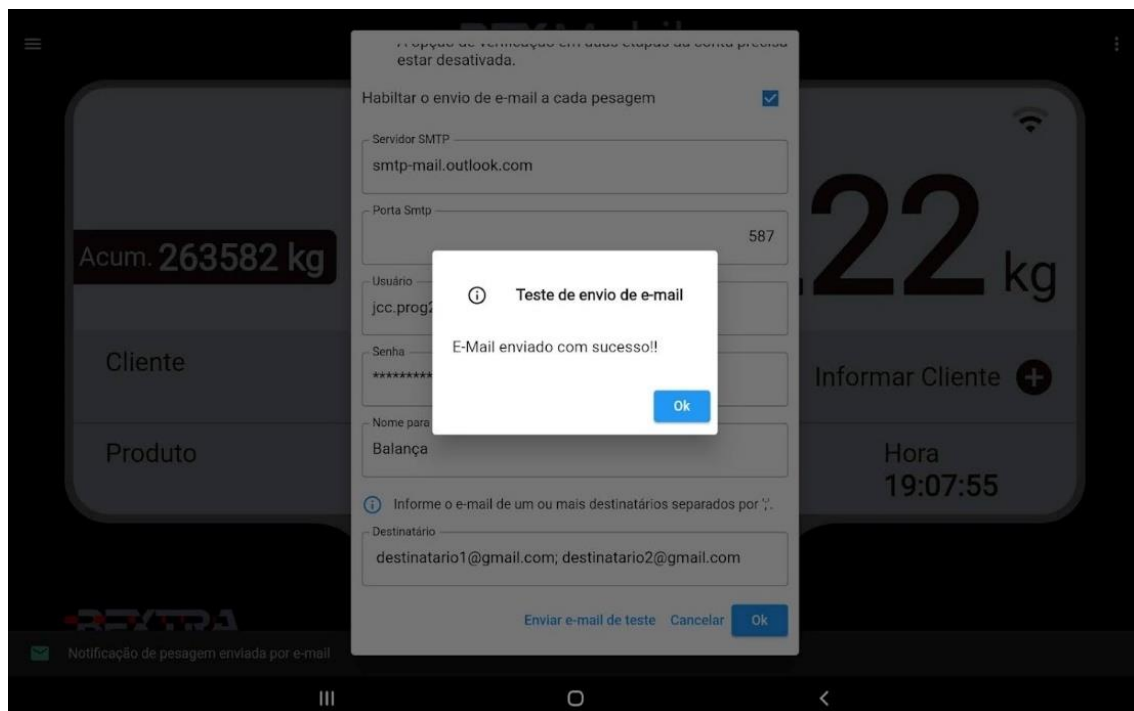 estar desativada.
Habiltar o envio de e-mail a cada pesagem
Servidor SMTP
smtp-mail.outlook.com
Porta Smtp
587
Acum. 263582 kg
22 kg
Usuário
jcc.prog2
Teste de envio de e-mail
E-Mail enviado com sucesso!!
Ok
Senha
**********
Cliente
Informar Cliente
Nome para
Balança
Produto
Hora
19:07:55
Informe o e-mail de um ou mais destinatários separados por ';'.
Destinatário
destinatario1@gmail.com; destinatario2@gmail.com
Enviar e-mail de teste Cancelar Ok
Notificação de pesagem enviada por e-mail